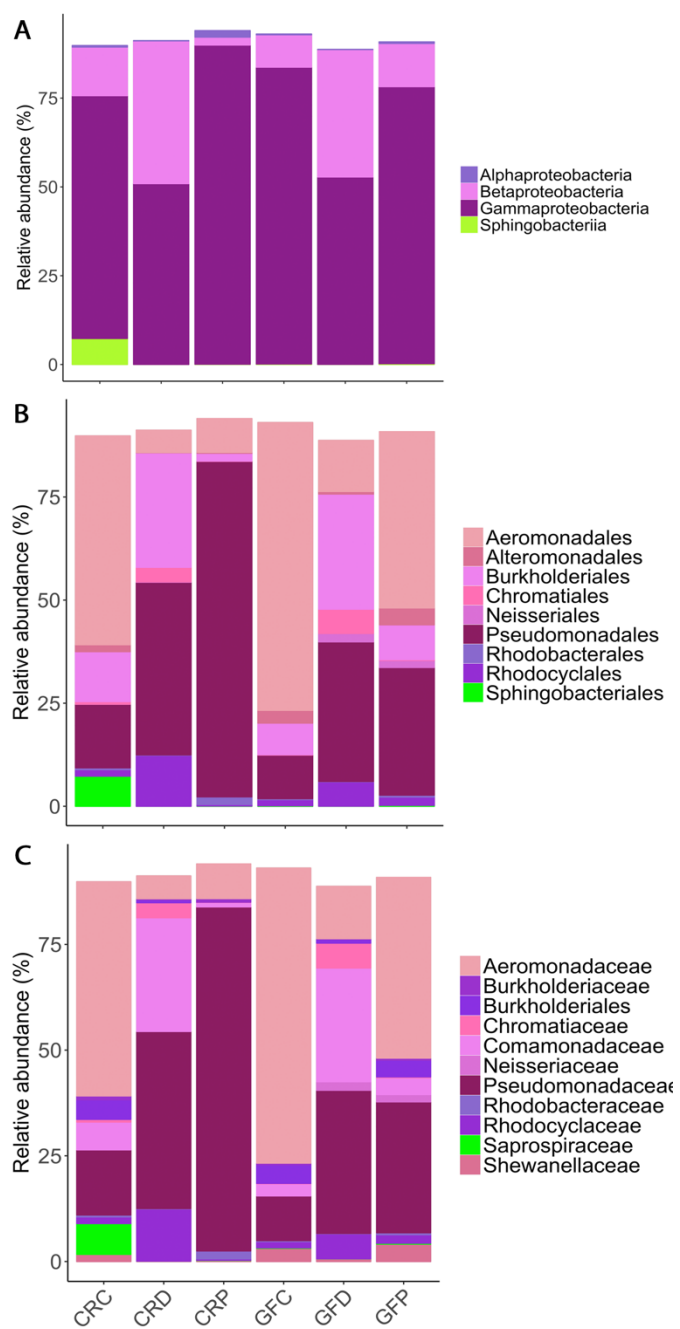 A
Relative abundance (%)
75
50
25
0
Alphaproteobacteria
Betaproteobacteria
Gammaproteobacteria
Sphingobacteriia
B
Relative abundance (%)
75
50
25
0
Aeromonadales
Alteromonadales
Burkholderiales
Chromatiales
Neisseriales
Pseudomonadales
Rhodobacterales
Rhodocyclales
Sphingobacteriales
C
Relative abundance (%)
75
50
25
0
Aeromonadaceae
Burkholderiaceae
Burkholderiales
Chromatiaceae
Comamonadaceae
Neisseriaceae
Pseudomonadaceae
Rhodobacteraceae
Rhodocyclaceae
Saprospiraceae
Shewanellaceae
CRC CRD CRP GFC GFD GFP